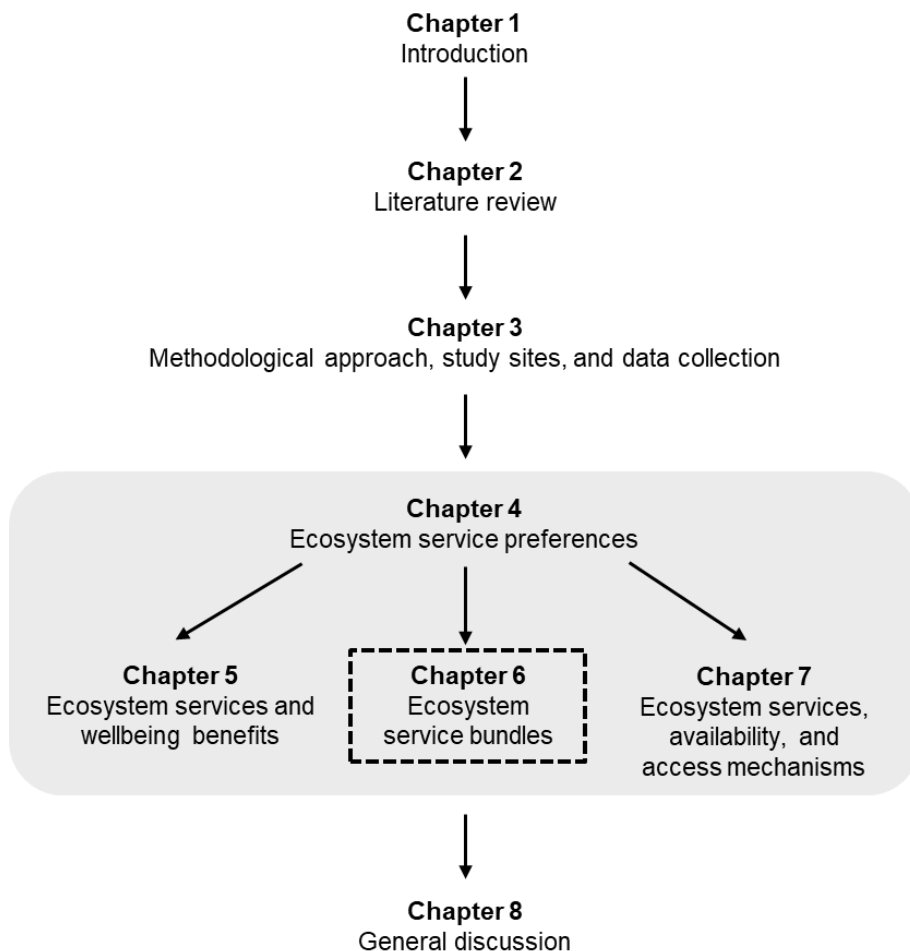 Chapter 1
Introduction
Chapter 2
Literature review
Chapter 3
Methodological approach, study sites, and data collection
Chapter 4
Ecosystem service preferences
Chapter 5
Ecosystem services and
wellbeing benefits
Chapter 6
Ecosystem
service bundles
Chapter 7
Ecosystem services,
availability, and
access mechanisms
Chapter 8
General discussion